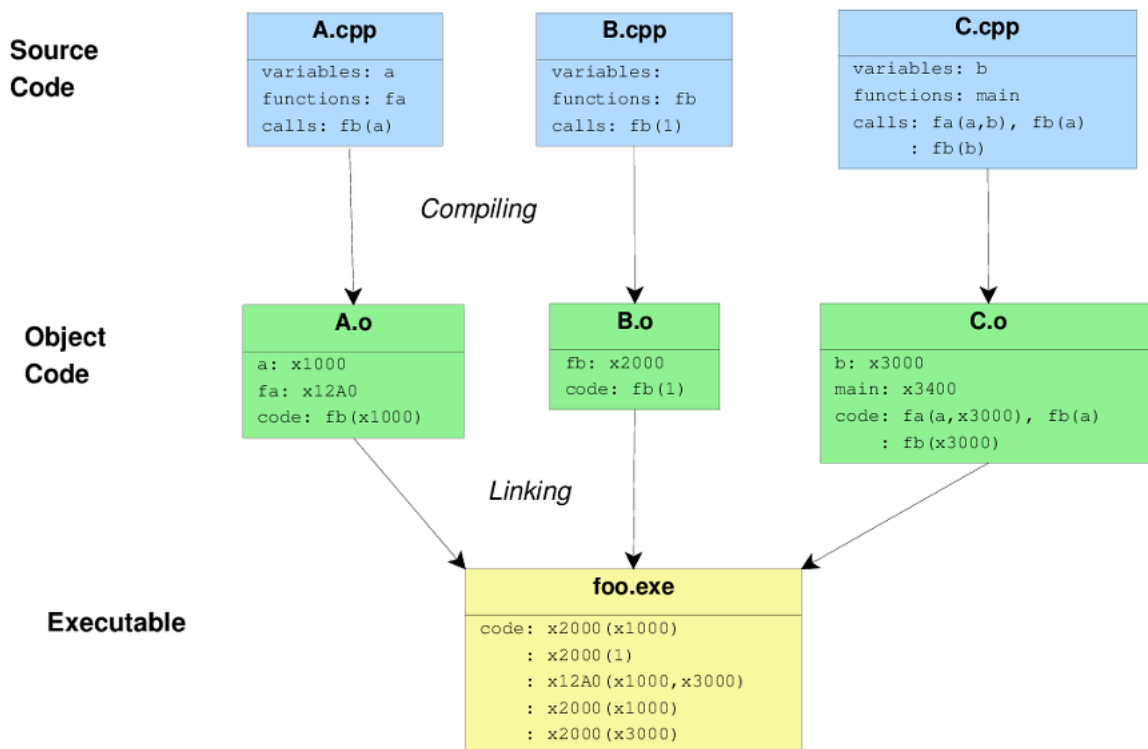 Source
Code
A.cpp
variables: a
functions: fa
calls: fb(a)
B.cpp
variables:
functions: fb
calls: fb(1)
C.cpp
variables: b
functions: main
calls: fa(a,b), fb(a)
: fb(b)
Compiling
Object
Code
A.o
a: x1000
fa: x12A0
code: fb(x1000)
B.o
fb: x2000
code: fb(1)
C.o
b: x3000
main: x3400
code: fa(a,x3000), fb(a)
: fb(x3000)
Linking
Executable
foo.exe
code: x2000(x1000)
: x2000(1)
: x12A0(x1000,x3000)
: x2000(x1000)
: x2000(x3000)